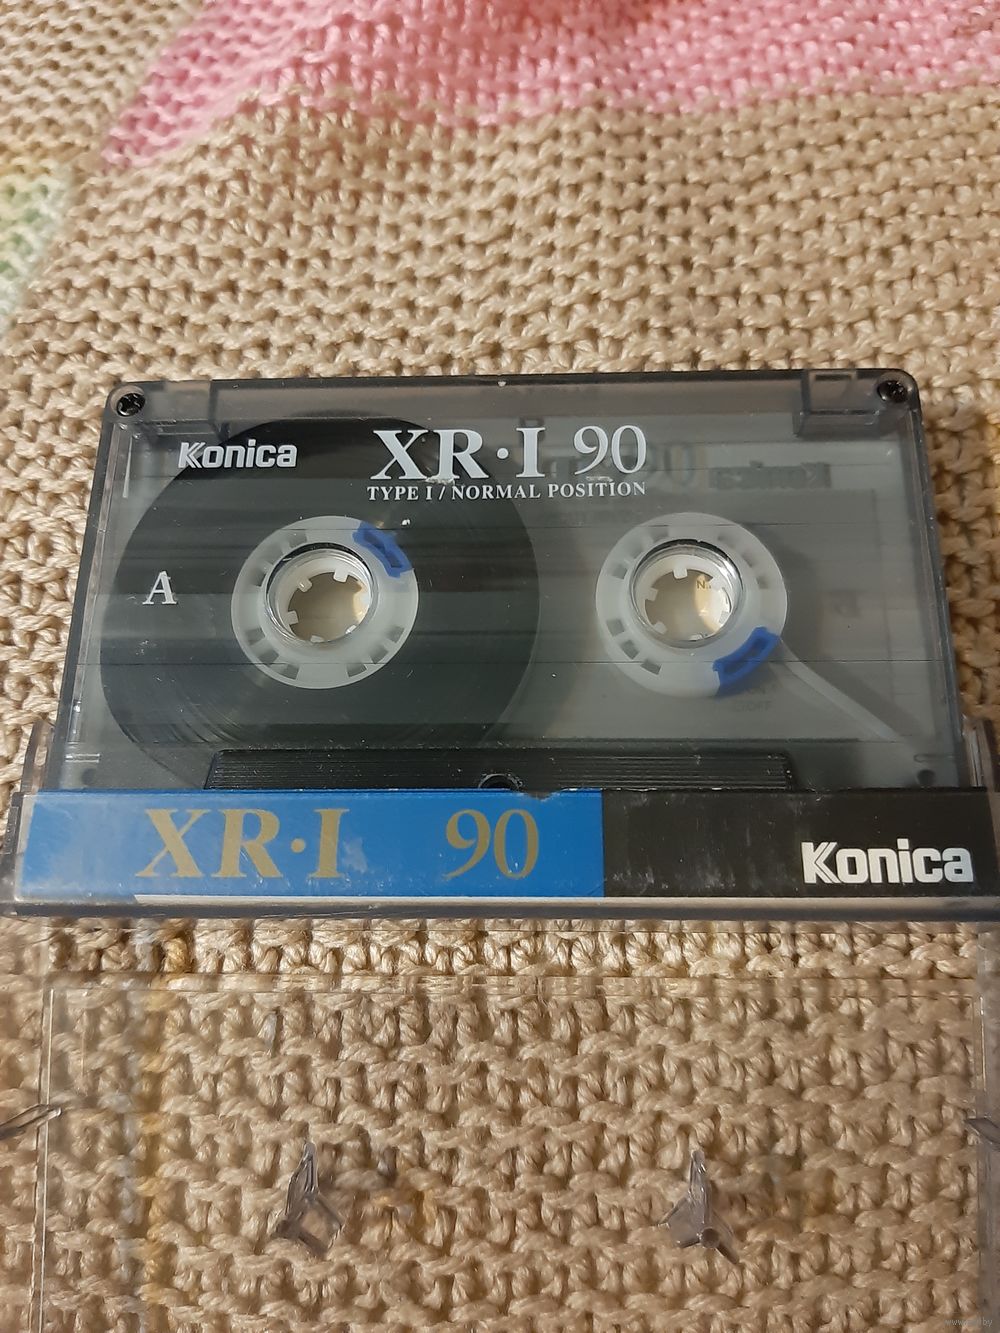 Konica
XR·I 90
TYPE I / NORMAL POSITION
A
XR·I 90
Konica